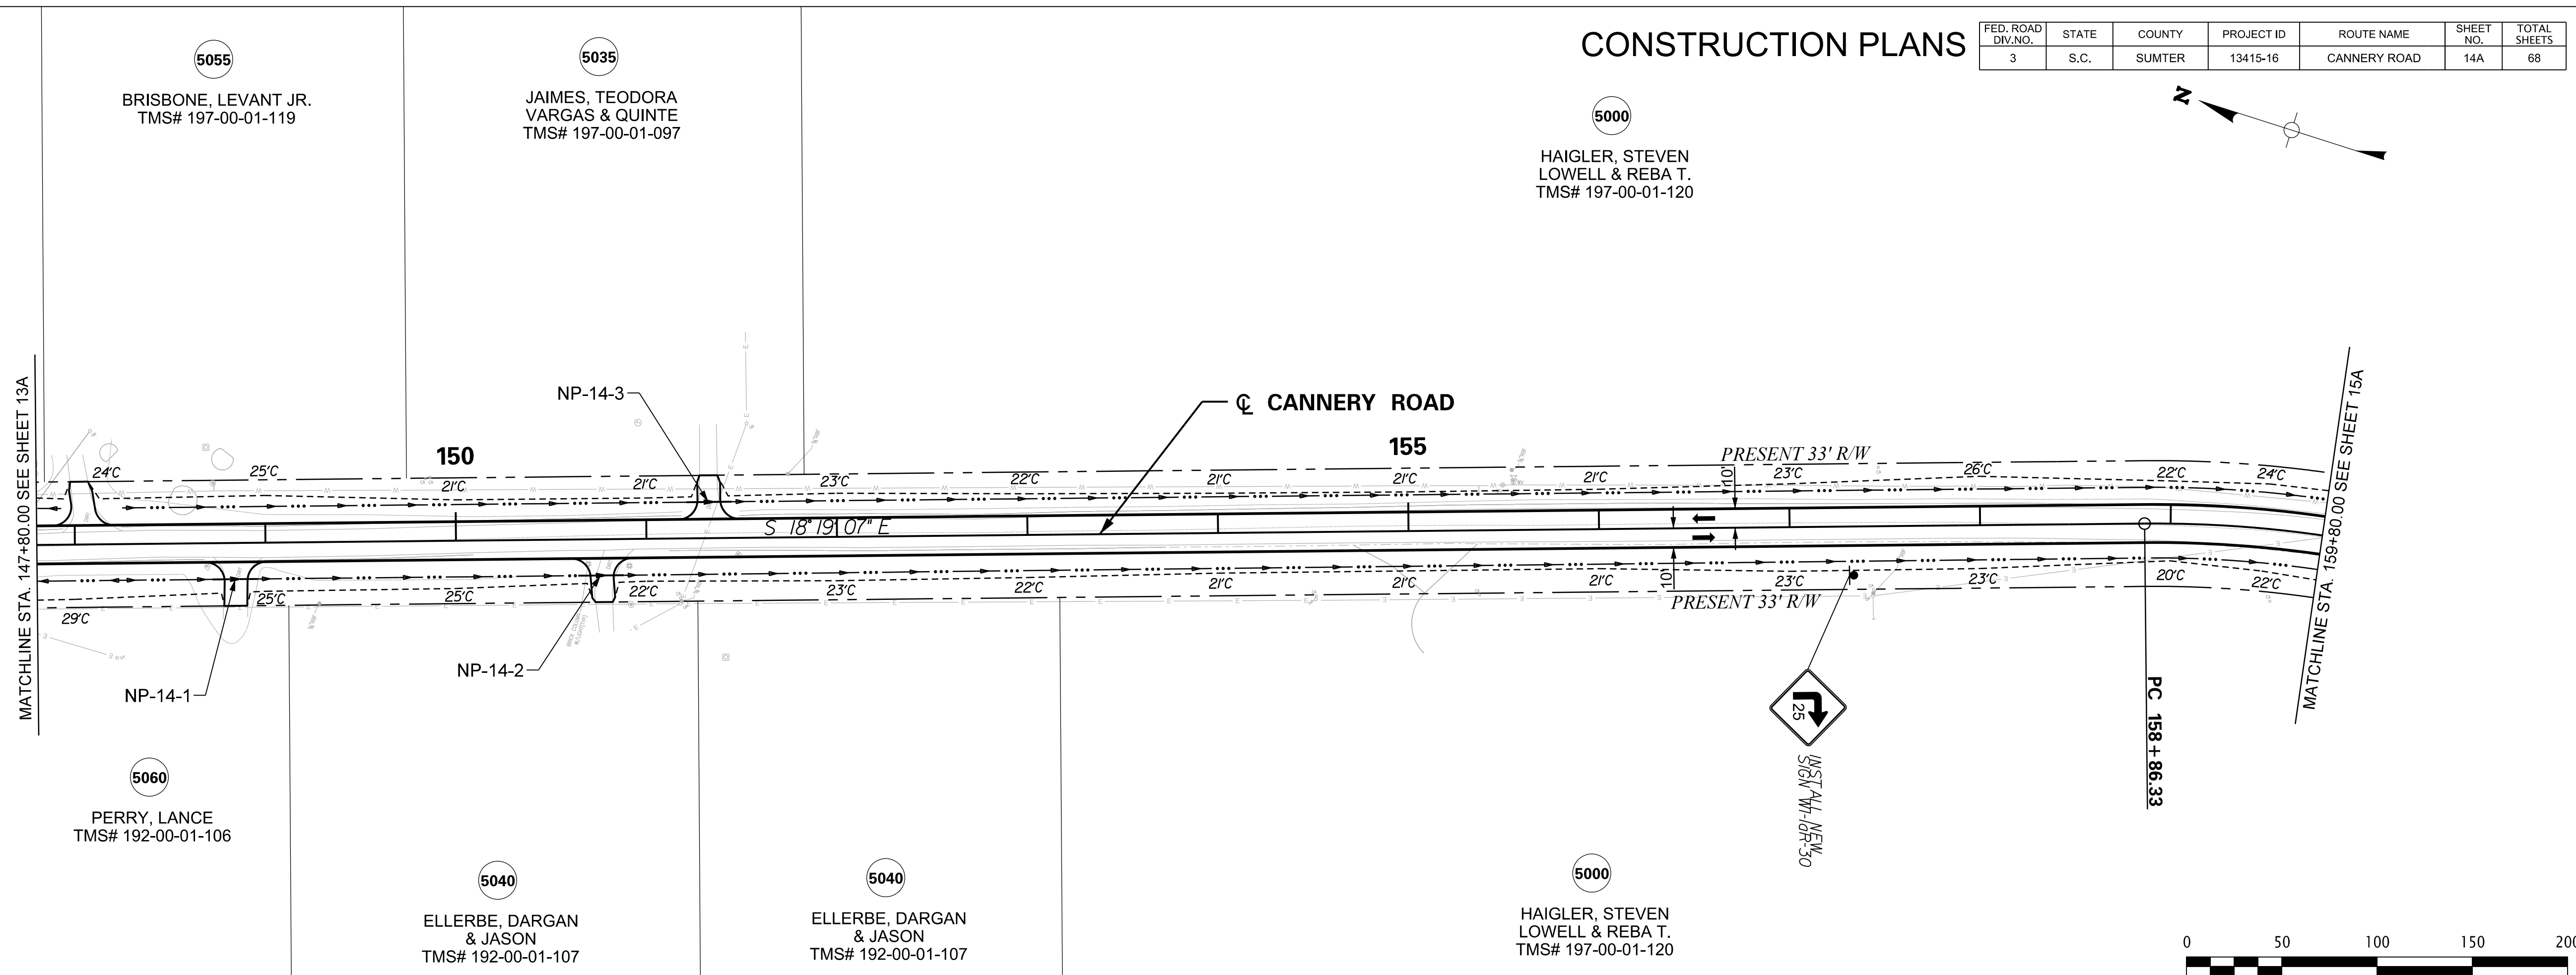 CONSTRUCTION PLANS
FED. ROAD DIV.NO. STATE COUNTY PROJECT ID ROUTE NAME SHEET NO. TOTAL SHEETS
3 S.C. SUMTER 13415-16 CANNERY ROAD 14A 68
N
5055
BRISBONE, LEVANT JR.
TMS# 197-00-01-119
5035
JAIMES, TEODORA
VARGAS & QUINTE
TMS# 197-00-01-097
5000
HAIGLER, STEVEN
LOWELL & REBA T.
TMS# 197-00-01-120
MATCHLINE STA. 147+80.00 SEE SHEET 13A
NP-14-3
℄ CANNERY ROAD
150
155
PRESENT 33' R/W
24'C 25'C 21'C 21'C 23'C 22'C 21'C 21'C 21'C 23'C 26'C 22'C 24'C
10'
S 18° 19' 07" E
10'
29'C 25'C 25'C 22'C 23'C 22'C 21'C 21'C 21'C 23'C 23'C 20'C 22'C
PRESENT 33' R/W
MATCHLINE STA. 159+80.00 SEE SHEET 15A
BRICK COLUMN
NP-14-1
NP-14-2
25
INSTALL NEW
SIGN W1-1aR-30
PC 158+86.33
5060
PERRY, LANCE
TMS# 192-00-01-106
5040
ELLERBE, DARGAN
& JASON
TMS# 192-00-01-107
5040
ELLERBE, DARGAN
& JASON
TMS# 192-00-01-107
5000
HAIGLER, STEVEN
LOWELL & REBA T.
TMS# 197-00-01-120
0 50 100 150 200